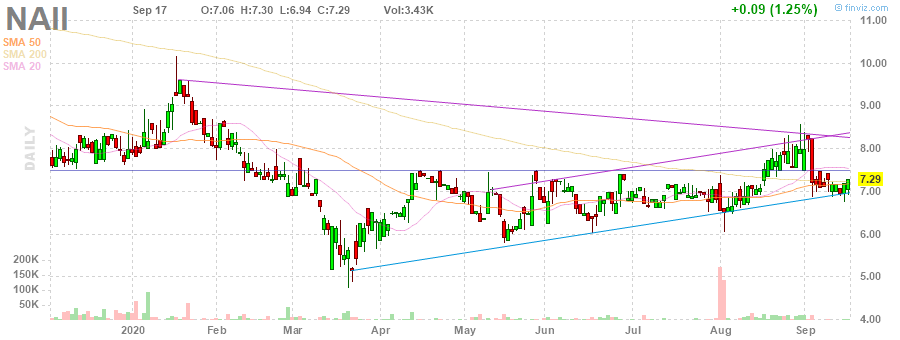 NAII Sep 17 O:7.06 H:7.30 L:6.94 C:7.29 Vol:3.43K +0.09 (1.25%) © finviz.com
SMA 50
SMA 200
SMA 20
DAILY
11.00
10.00
9.00
8.00
7.29
7.00
6.00
5.00
4.00
200K
150K
100K
50K
2020 Feb Mar Apr May Jun Jul Aug Sep